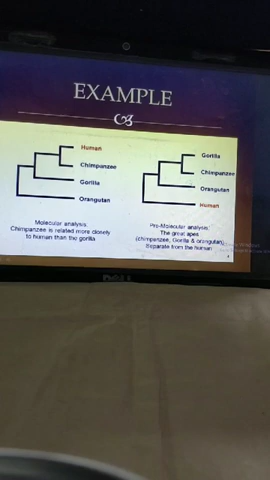 EXAMPLE
Human
Chimpanzee
Gorilla
Orangutan
Molecular analysis:
Chimpanzee is related more closely
to human than the gorilla
Gorilla
Chimpanzee
Orangutan
Human
Pre-Molecular analysis:
The great apes
(chimpanzee, Gorilla & orangutan)
Separate from the human
DELL